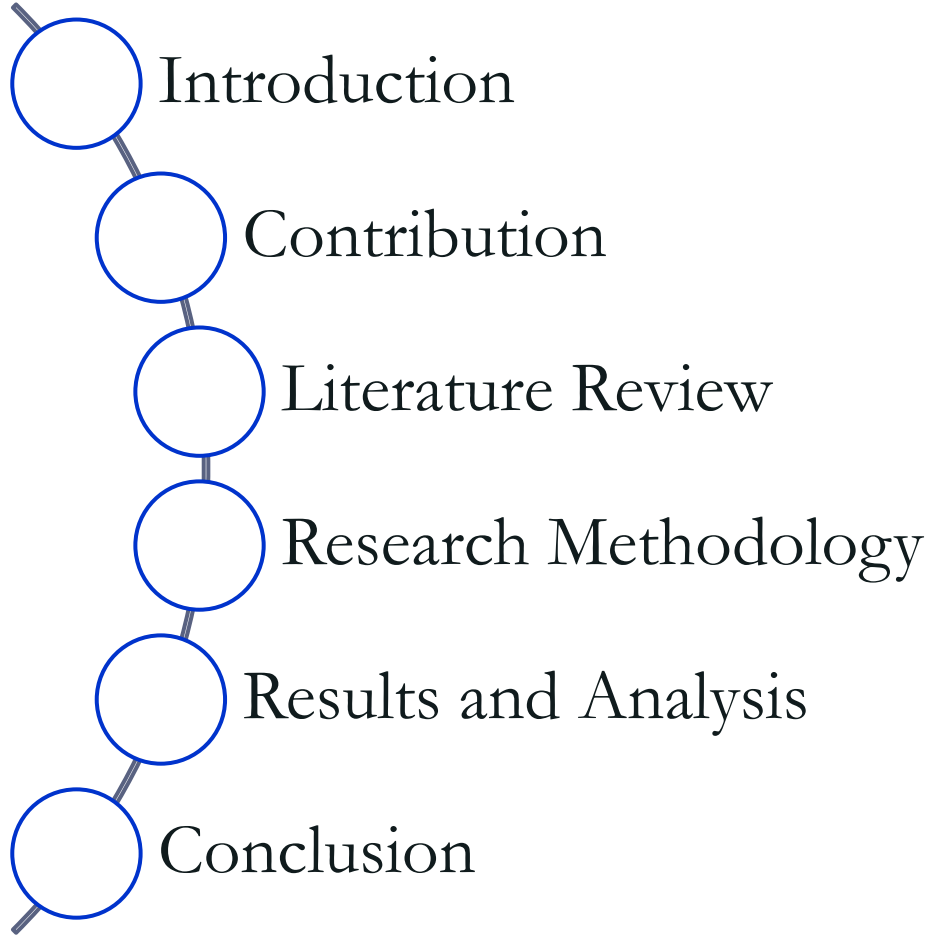 Introduction
Contribution
Literature Review
Research Methodology
Results and Analysis
Conclusion